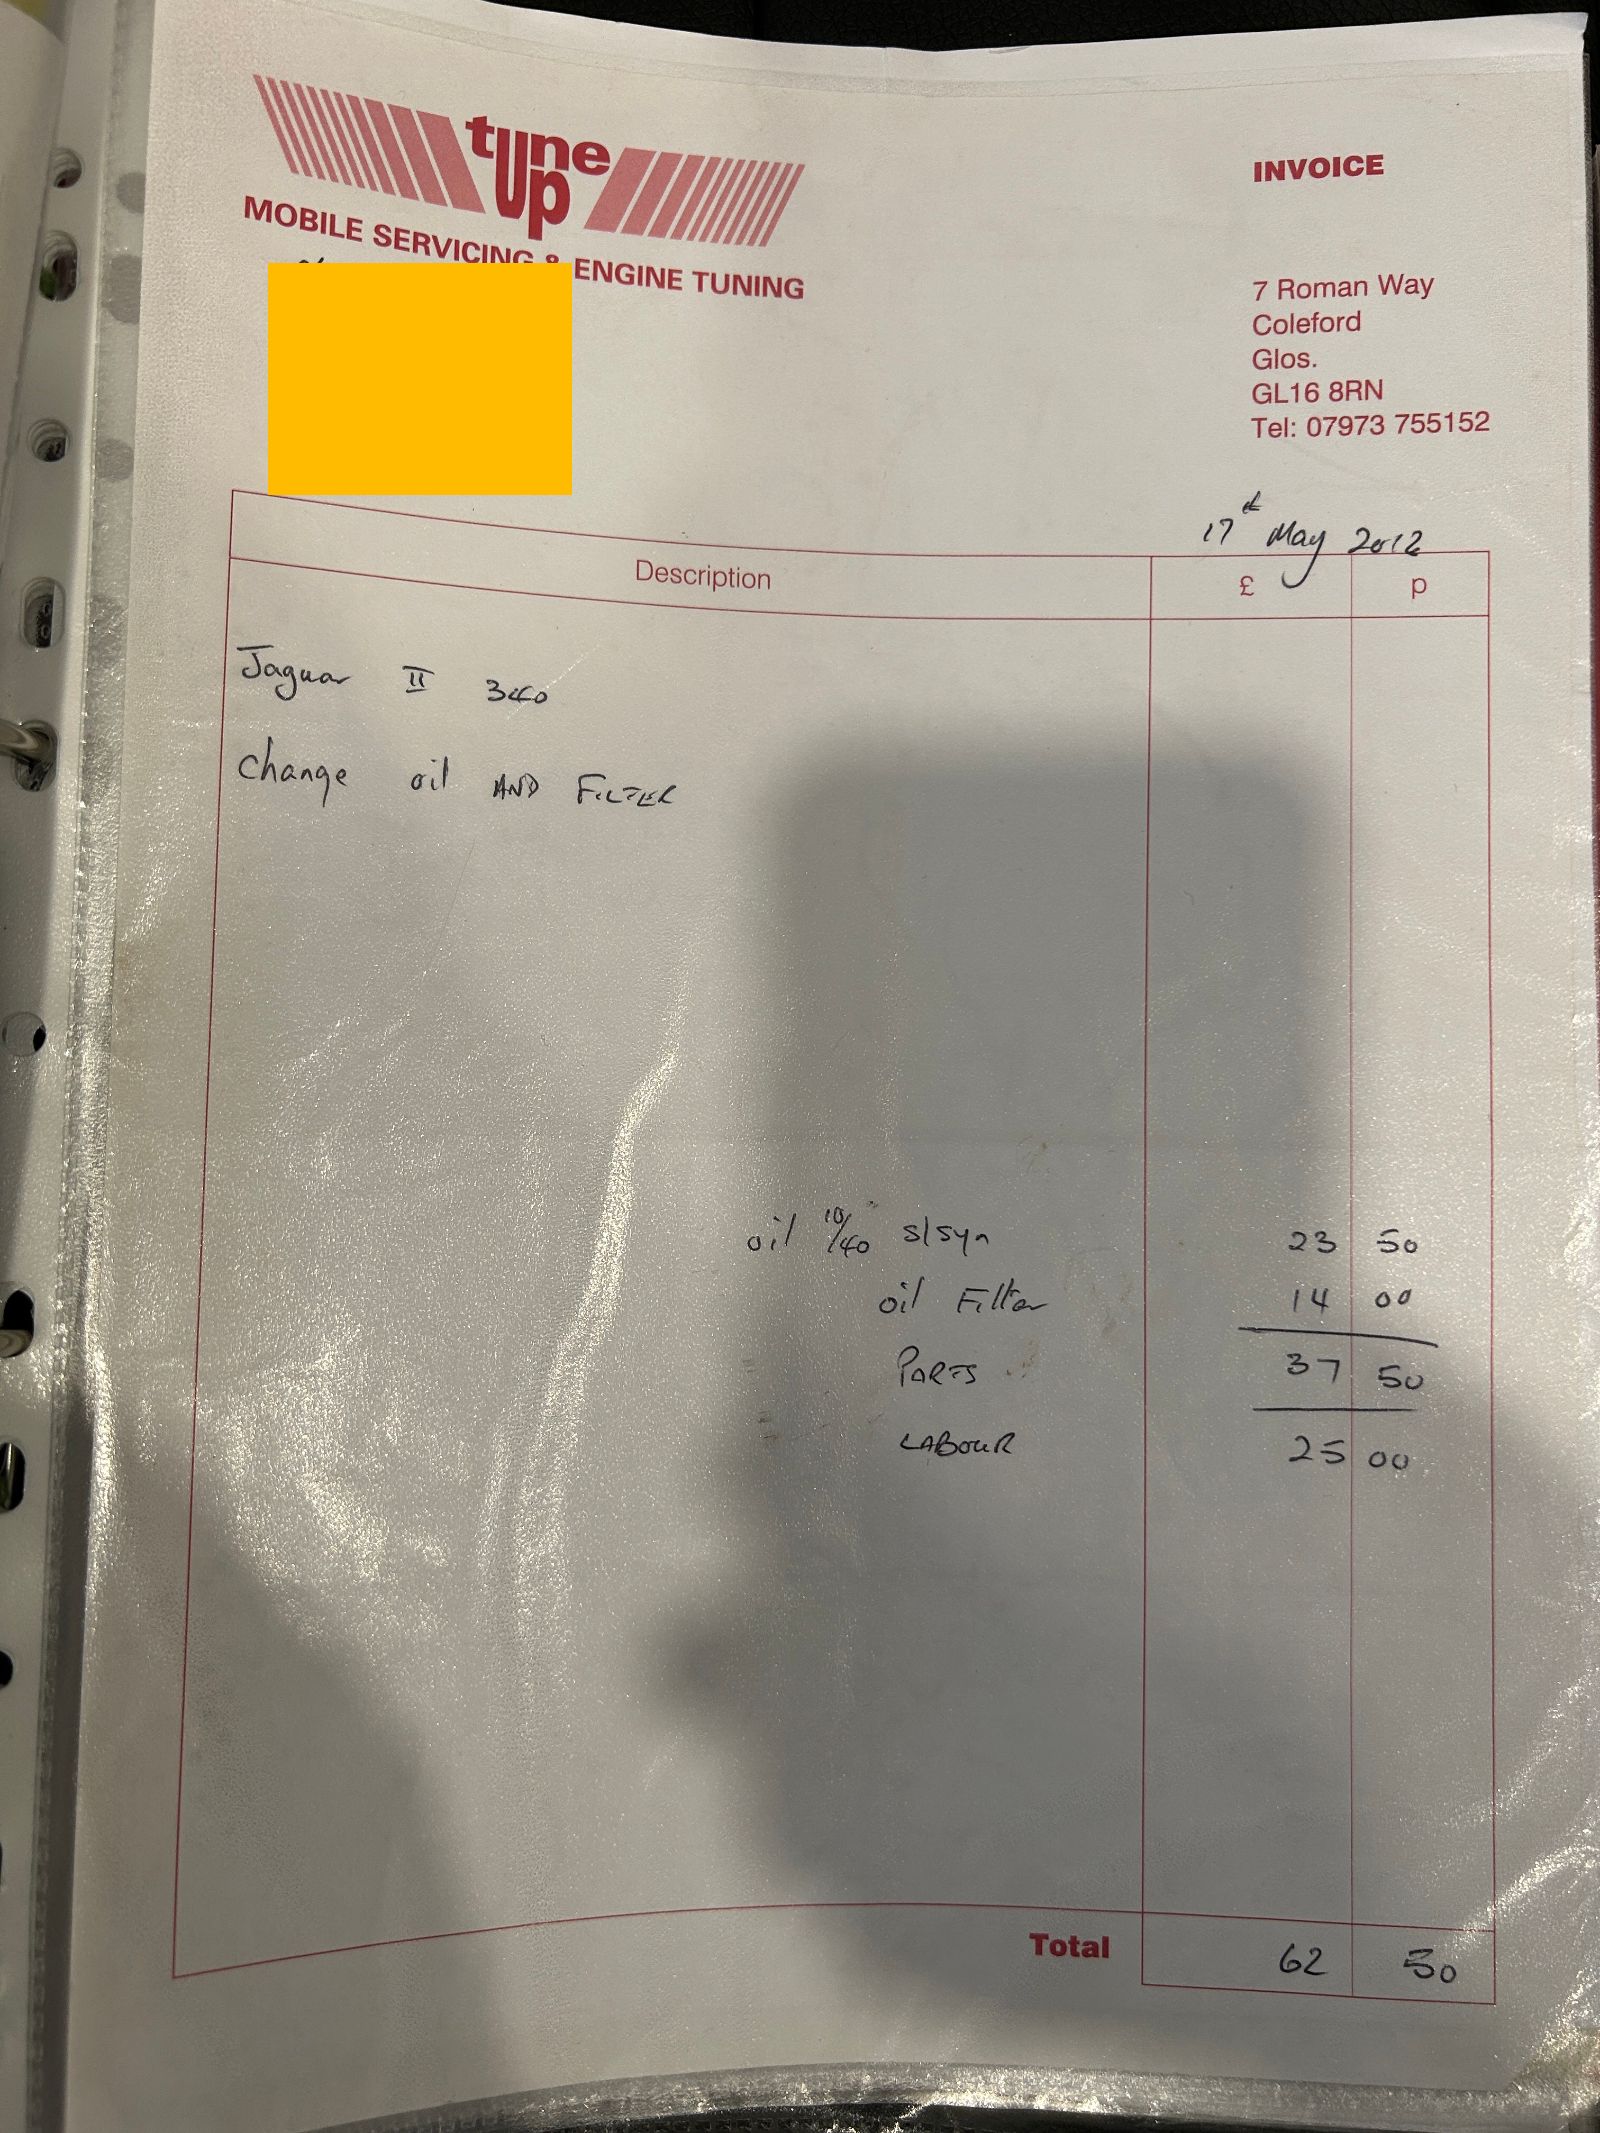 tune
Up
MOBILE SERVICING & ENGINE TUNING
INVOICE
7 Roman Way
Coleford
Glos.
GL16 8RN
Tel: 07973 755152
17th May 2012
Description £ p
Jaguar II 340
Change oil AND FILTER
oil 10/40 s/syn 23 50
oil Filter 14 00
PARTS 37 50
LABOUR 25 00
Total 62 50